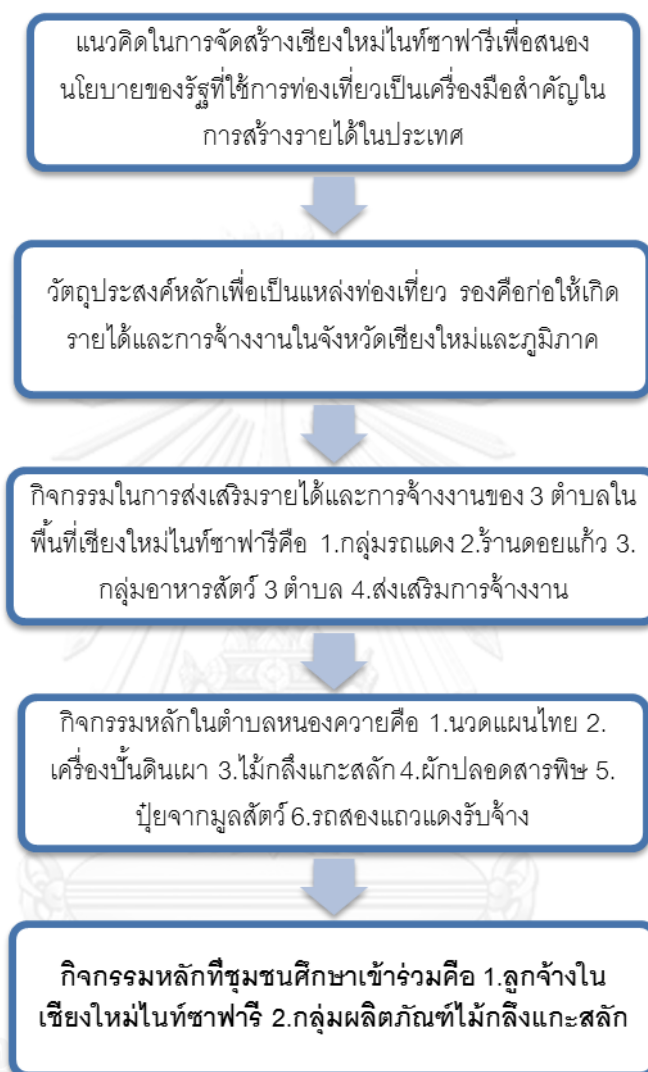 แนวคิดในการจัดสร้างเชียงใหม่ไนท์ซาฟารีเพื่อสนอง
นโยบายของรัฐที่ใช้การท่องเที่ยวเป็นเครื่องมือสำคัญใน
การสร้างรายได้ในประเทศ
วัตถุประสงค์หลักเพื่อเป็นแหล่งท่องเที่ยว รองคือก่อให้เกิด
รายได้และการจ้างงานในจังหวัดเชียงใหม่และภูมิภาค
กิจกรรมในการส่งเสริมรายได้และการจ้างงานของ 3 ตำบลใน
พื้นที่เชียงใหม่ไนท์ซาฟารีคือ 1.กลุ่มรถแดง 2.ร้านดอยแก้ว 3.
กลุ่มอาหารสัตว์ 3 ตำบล 4.ส่งเสริมการจ้างงาน
กิจกรรมหลักในตำบลหนองควายคือ 1.นวดแผนไทย 2.
เครื่องปั้นดินเผา 3.ไม้กลึงแกะสลัก 4.ผักปลอดสารพิษ 5.
ปุ๋ยจากมูลสัตว์ 6.รถสองแถวแดงรับจ้าง
กิจกรรมหลักที่ชุมชนศึกษาเข้าร่วมคือ 1.ลูกจ้างใน
เชียงใหม่ไนท์ซาฟารี 2.กลุ่มผลิตภัณฑ์ไม้กลึงแกะสลัก